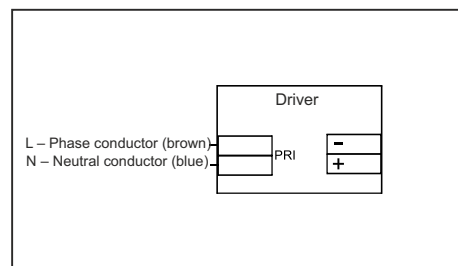 Driver
L – Phase conductor (brown)
N – Neutral conductor (blue)
PRI
-
+